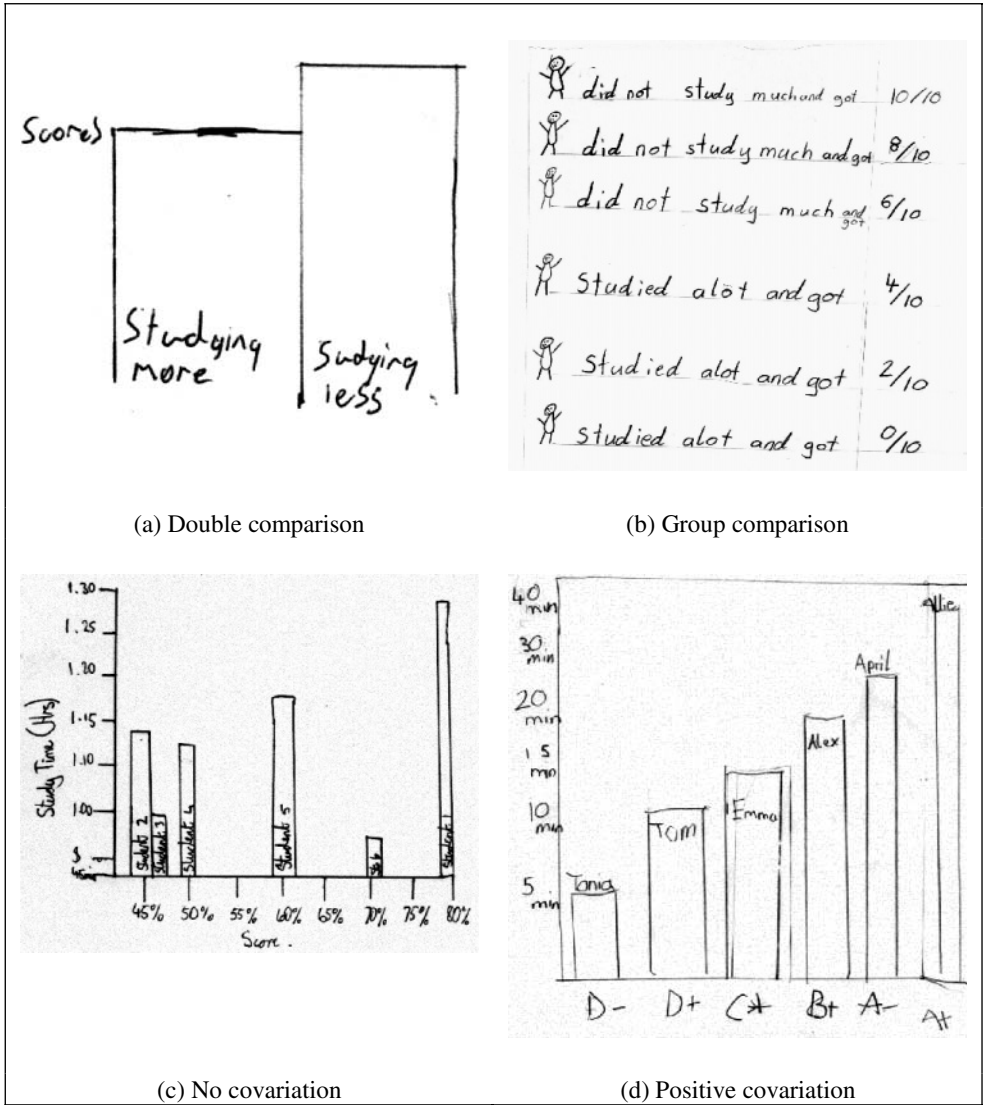 Scores
Studying
more
Sudying
less
did not study much and got 10/10
did not study much and got 8/10
did not study much and got 6/10
Studied alot and got 4/10
Studied alot and got 2/10
studied alot and got 0/10
(a) Double comparison
(b) Group comparison
1.30
1.25
1.20
1.15
1.10
1.00
Study Time (Hrs)
Student 2
Student 3
Student 4
Student 5
Student 1
45%
50%
55%
60%
65%
70%
75%
80%
Score.
40
min
30
min
20
min
15
min
10
min
5
min
Tania
Tom
Emma
Alex
April
D-
D+
B+
A-
A+
(c) No covariation
(d) Positive covariation